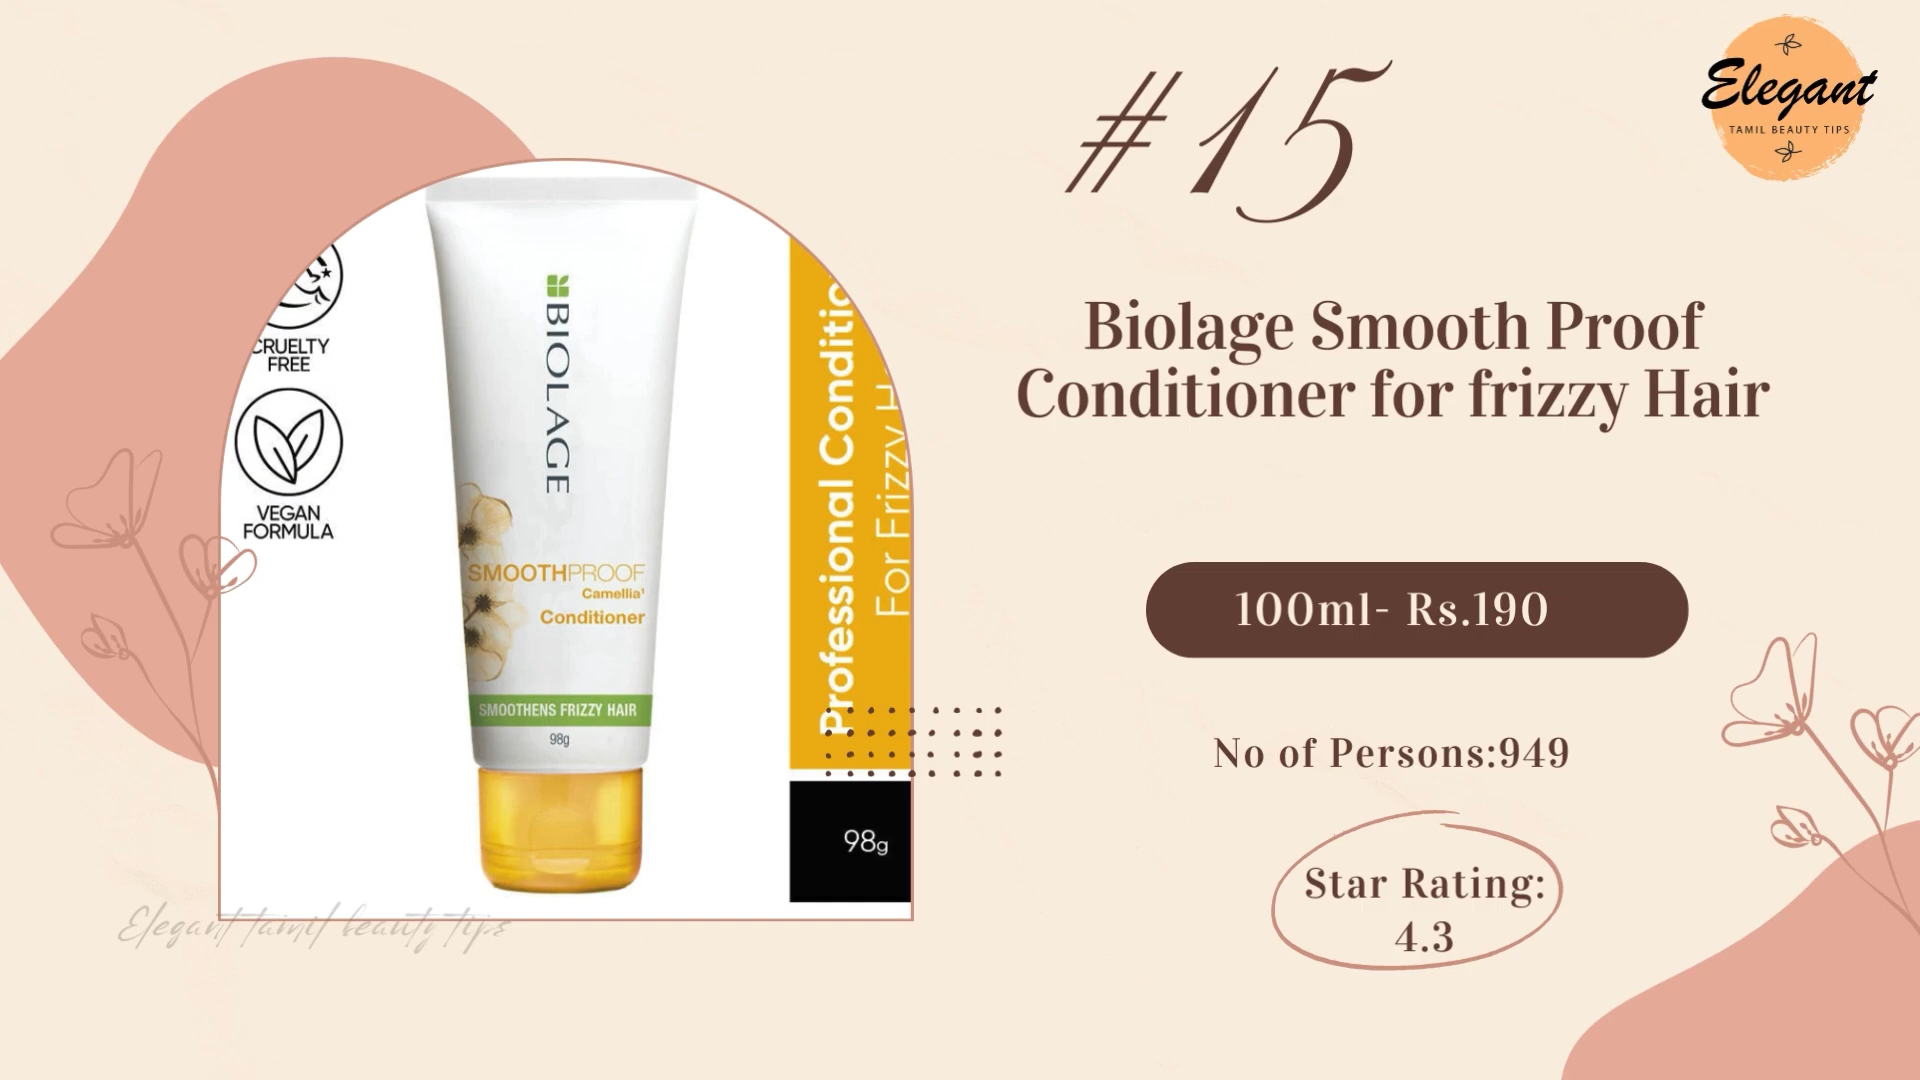 #15
Elegant
TAMIL BEAUTY TIPS
CRUELTY
FREE
VEGAN
FORMULA
BIOLAGE
SMOOTHPROOF
Camellia¹
Conditioner
SMOOTHENS FRIZZY HAIR
98g
Professional
For Frizzy
98g
Biolage Smooth Proof
Conditioner for frizzy Hair
100ml- Rs.190
No of Persons:949
Star Rating:
4.3
Elegant tamil beauty tips